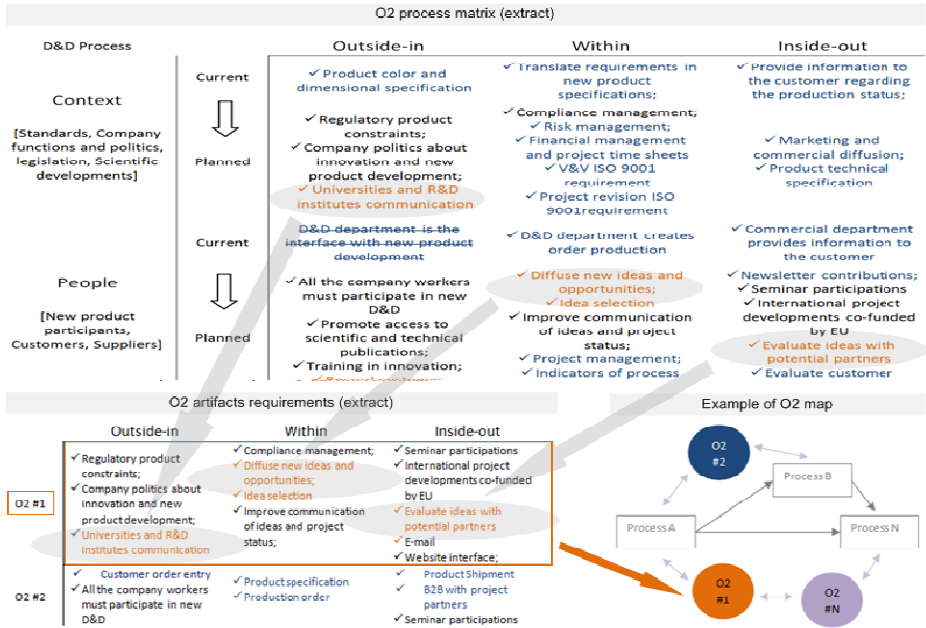 O2 process matrix (extract)
D&D Process
Outside-in
Within
Inside-out
Context
[Standards, Company
functions and politics,
legislation, Scientific
developments]
Current
Planned
✓Product color and
dimensional specification
✓Regulatory product
constraints;
✓Company politics about
innovation and new
product development;
✓Universities and R&D
institutes communication
✓Translate requirements in
new product
specifications;
✓Compliance management;
✓Risk management;
✓Financial management
and project time sheets
✓V&V ISO 9001
requirement
✓Project revision ISO
9001requirement
✓Provide information to
the customer regarding
the production status;
✓Marketing and
commercial diffusion;
✓Product technical
specification
People
[New product
participants,
Customers, Suppliers]
Current
Planned
D&D department is the
interface with new product
development
✓All the company workers
must participate in new
D&D
✓Promote access to
scientific and technical
publications;
✓Training in innovation;
✓D&D department creates
order production
✓Diffuse new ideas and
opportunities;
✓Idea selection
✓Improve communication
of ideas and project
status;
✓Project management;
✓Indicators of process
✓Commercial department
provides information to
the customer
✓Newsletter contributions;
✓Seminar participations
✓International project
developments co-funded
by EU
✓Evaluate ideas with
potential partners
✓Evaluate customer
O2 artifacts requirements (extract)
Outside-in
Within
Inside-out
O2 #1
✓Regulatory product
constraints;
✓Company politics about
innovation and new
product development;
✓Universities and R&D
institutes communication
✓Compliance management;
✓Diffuse new ideas and
opportunities;
✓Idea selection
✓Improve communication
of ideas and project
status;
✓Seminar participations
✓International project
developments co-funded
by EU
✓Evaluate ideas with
potential partners
✓E-mail
✓Website interface;
O2 #2
✓Customer order entry
✓All the company workers
must participate in new
D&D
✓Product specification
✓Production order
✓Product Shipment
✓B2B with project
partners
✓Seminar participations
Example of O2 map
O2
#2
Process B
Process A
Process N
O2
#1
O2
#N